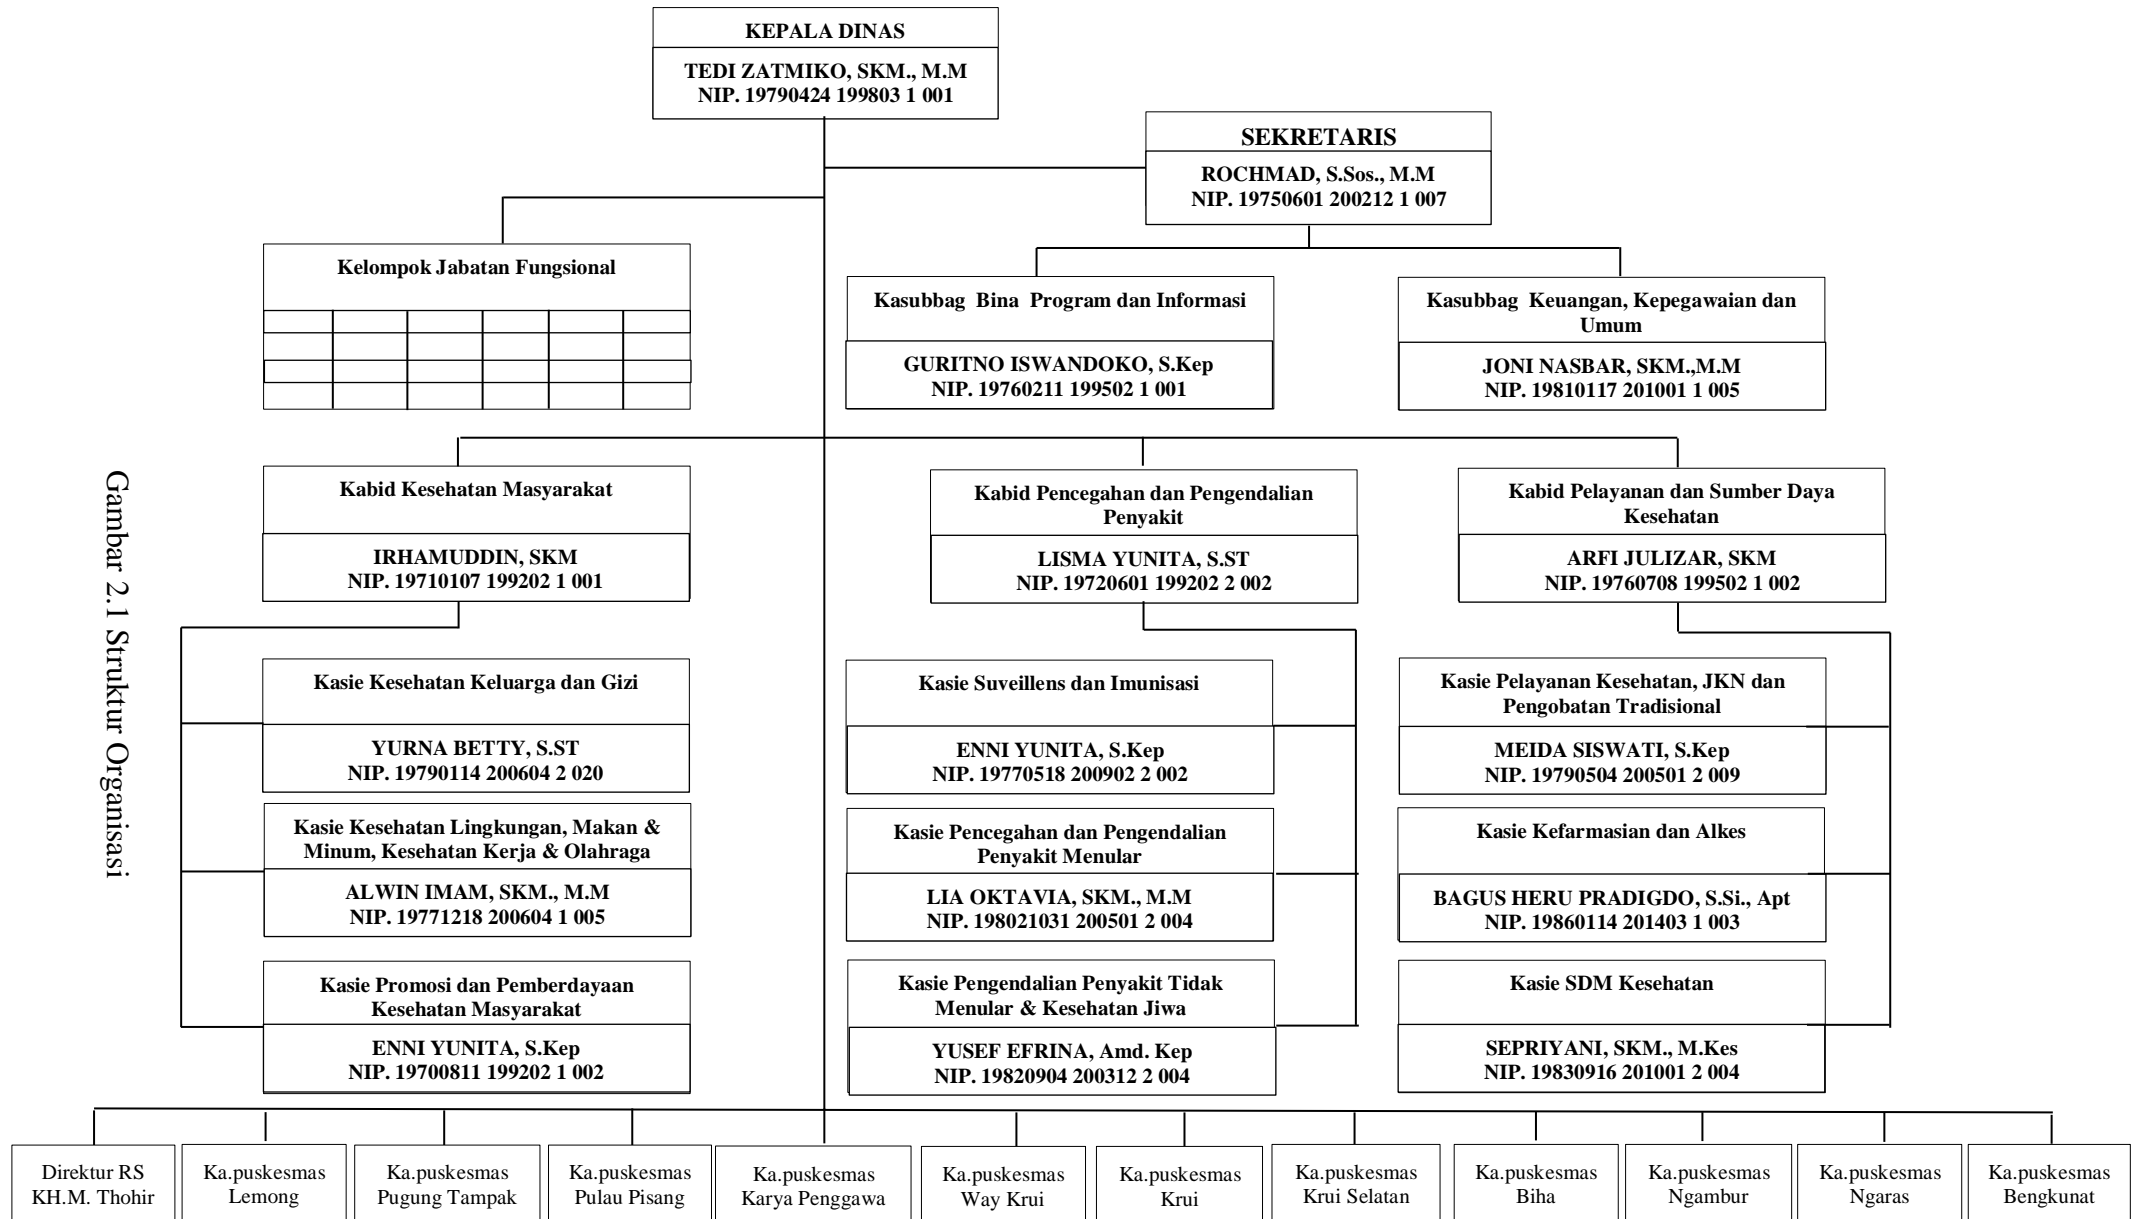 KEPALA DINAS
TEDI ZATMIKO, SKM., M.M
NIP. 19790424 199803 1 001
SEKRETARIS
ROCHMAD, S.Sos., M.M
NIP. 19750601 200212 1 007
Kelompok Jabatan Fungsional
Kasubbag Bina Program dan Informasi
GURITNO ISWANDOKO, S.Kep
NIP. 19760211 199502 1 001
Kasubbag Keuangan, Kepegawaian dan
Umum
JONI NASBAR, SKM.,M.M
NIP. 19810117 201001 1 005
Gambar 2.1 Struktur Organisasi
Kabid Kesehatan Masyarakat
IRHAMUDDIN, SKM
NIP. 19710107 199202 1 001
Kabid Pencegahan dan Pengendalian
Penyakit
LISMA YUNITA, S.ST
NIP. 19720601 199202 2 002
Kabid Pelayanan dan Sumber Daya
Kesehatan
ARFI JULIZAR, SKM
NIP. 19760708 199502 1 002
Kasie Kesehatan Keluarga dan Gizi
YURNA BETTY, S.ST
NIP. 19790114 200604 2 020
Kasie Kesehatan Lingkungan, Makan &
Minum, Kesehatan Kerja & Olahraga
ALWIN IMAM, SKM., M.M
NIP. 19771218 200604 1 005
Kasie Promosi dan Pemberdayaan
Kesehatan Masyarakat
ENNI YUNITA, S.Kep
NIP. 19700811 199202 1 002
Kasie Suveillens dan Imunisasi
ENNI YUNITA, S.Kep
NIP. 19770518 200902 2 002
Kasie Pencegahan dan Pengendalian
Penyakit Menular
LIA OKTAVIA, SKM., M.M
NIP. 198021031 200501 2 004
Kasie Pengendalian Penyakit Tidak
Menular & Kesehatan Jiwa
YUSEF EFRINA, Amd. Kep
NIP. 19820904 200312 2 004
Kasie Pelayanan Kesehatan, JKN dan
Pengobatan Tradisional
MEIDA SISWATI, S.Kep
NIP. 19790504 200501 2 009
Kasie Kefarmasian dan Alkes
BAGUS HERU PRADIGDO, S.Si., Apt
NIP. 19860114 201403 1 003
Kasie SDM Kesehatan
SEPRIYANI, SKM., M.Kes
NIP. 19830916 201001 2 004
Direktur RS
KH.M. Thohir
Ka.puskesmas
Lemong
Ka.puskesmas
Pugung Tampak
Ka.puskesmas
Pulau Pisang
Ka.puskesmas
Karya Penggawa
Ka.puskesmas
Way Krui
Ka.puskesmas
Krui
Ka.puskesmas
Krui Selatan
Ka.puskesmas
Biha
Ka.puskesmas
Ngambur
Ka.puskesmas
Ngaras
Ka.puskesmas
Bengkunat